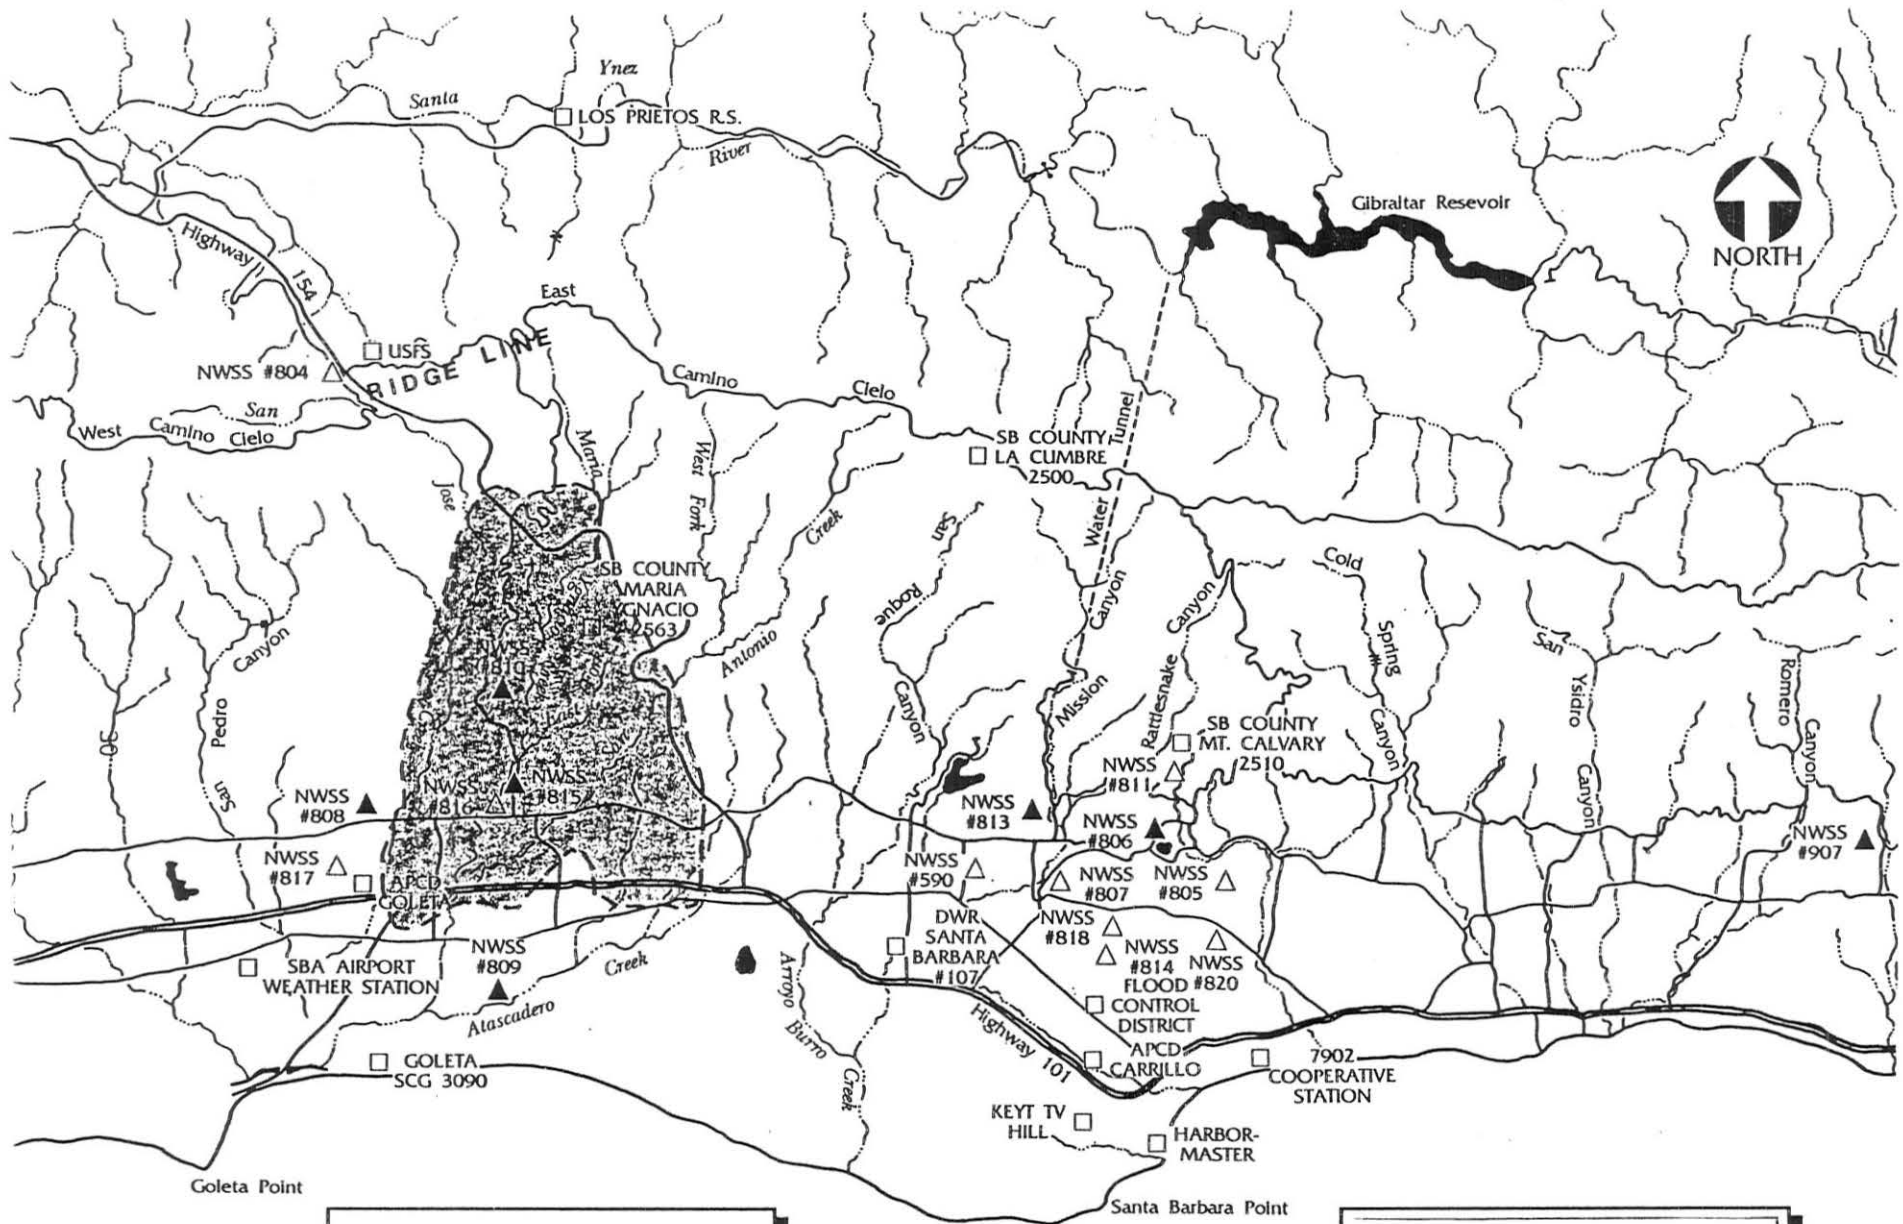 Ynez
Santa
LOS PRIETOS R.S.
River
Gibraltar Resevoir
NORTH
Highway
154
East
USFS
RIDGE LINE
NWSS #804
Camino
Cielo
San
West Camino Cielo
Maria
West
Fork
Jose
SB COUNTY
LA CUMBRE
2500
Tunnel
Water
Creek
San
Roque
Canyon
Canyon
Cold
Spring
Canyon
SB COUNTY
MARIA
YGNACIO
2563
Canyon
Antonio
San
Ysidro
Canyon
Romero
Canyon
NWSS
#810
Pedro
San
Canyon
Mission
Rattlesnake
SB COUNTY
MT. CALVARY
2510
East
NWSS
#811
NWSS
#808
NWSS
#816
NWSS
#815
NWSS
#813
NWSS
#806
NWSS
#907
NWSS
#817
APCD
GOLETA
NWSS
#590
NWSS
#807
NWSS
#805
DWR
SANTA
BARBARA
#107
NWSS
#818
NWSS
#814
NWSS
#820
FLOOD
CONTROL
DISTRICT
NWSS
#809
Creek
SBA AIRPORT
WEATHER STATION
Atascadero
Arroyo
Burro
Creek
Highway 101
GOLETA
SCG 3090
APCD
CARRILLO
7902
COOPERATIVE
STATION
KEYT TV
HILL
HARBOR-
MASTER
Goleta Point
Santa Barbara Point